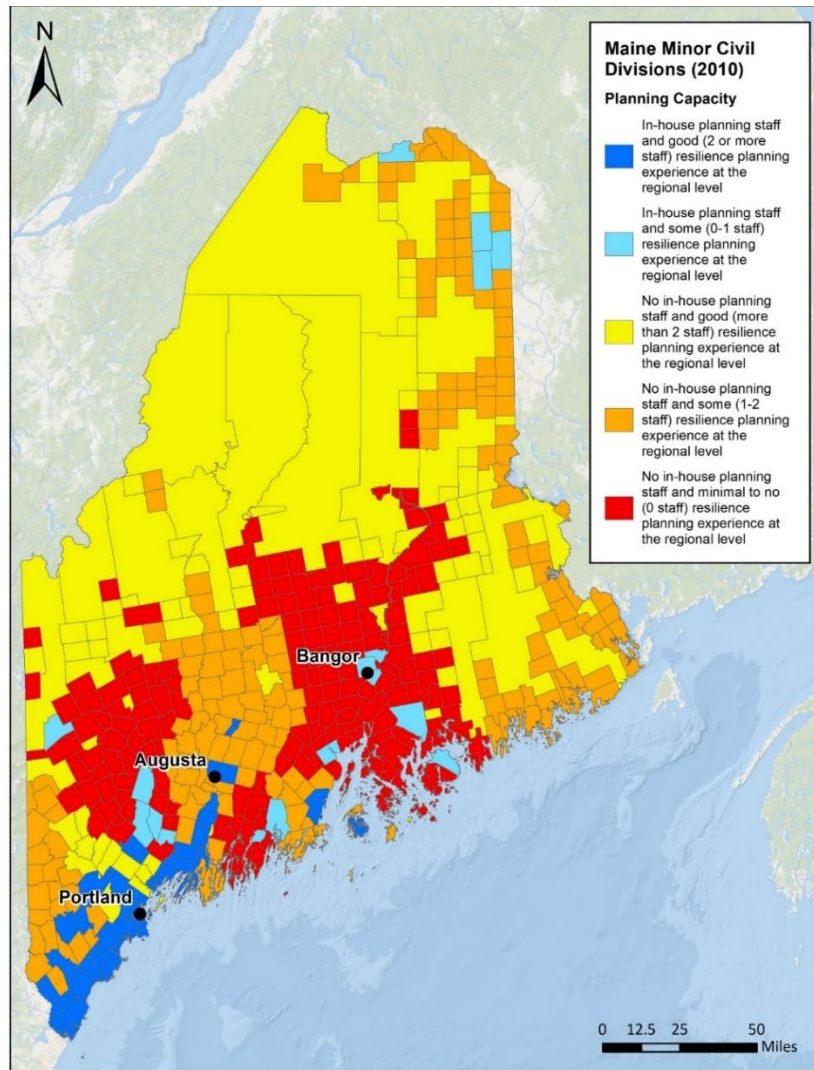 N
Maine Minor Civil
Divisions (2010)
Planning Capacity
In-house planning staff
and good (2 or more
staff) resilience planning
experience at the
regional level
In-house planning staff
and some (0-1 staff)
resilience planning
experience at the
regional level
No in-house planning
staff and good (more
than 2 staff) resilience
planning experience at
the regional level
No in-house planning
staff and some (1-2
staff) resilience planning
experience at the
regional level
No in-house planning
staff and minimal to no
(0 staff) resilience
planning experience at
the regional level
Bangor
Augusta
Portland
0 12.5 25 50
Miles